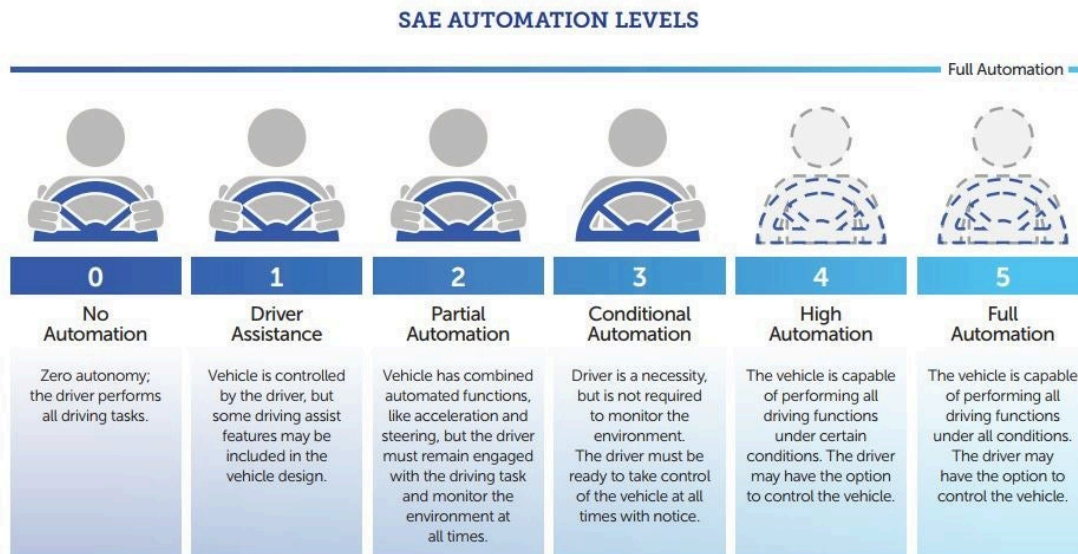 SAE AUTOMATION LEVELS
Full Automation
0
No
Automation
Zero autonomy;
the driver performs
all driving tasks.
1
Driver
Assistance
Vehicle is controlled
by the driver, but
some driving assist
features may be
included in the
vehicle design.
2
Partial
Automation
Vehicle has combined
automated functions,
like acceleration and
steering, but the driver
must remain engaged
with the driving task
and monitor the
environment at
all times.
3
Conditional
Automation
Driver is a necessity,
but is not required
to monitor the
environment.
The driver must be
ready to take control
of the vehicle at all
times with notice.
4
High
Automation
The vehicle is capable
of performing all
driving functions
under certain
conditions. The driver
may have the option
to control the vehicle.
5
Full
Automation
The vehicle is capable
of performing all
driving functions
under all conditions.
The driver may
have the option to
control the vehicle.